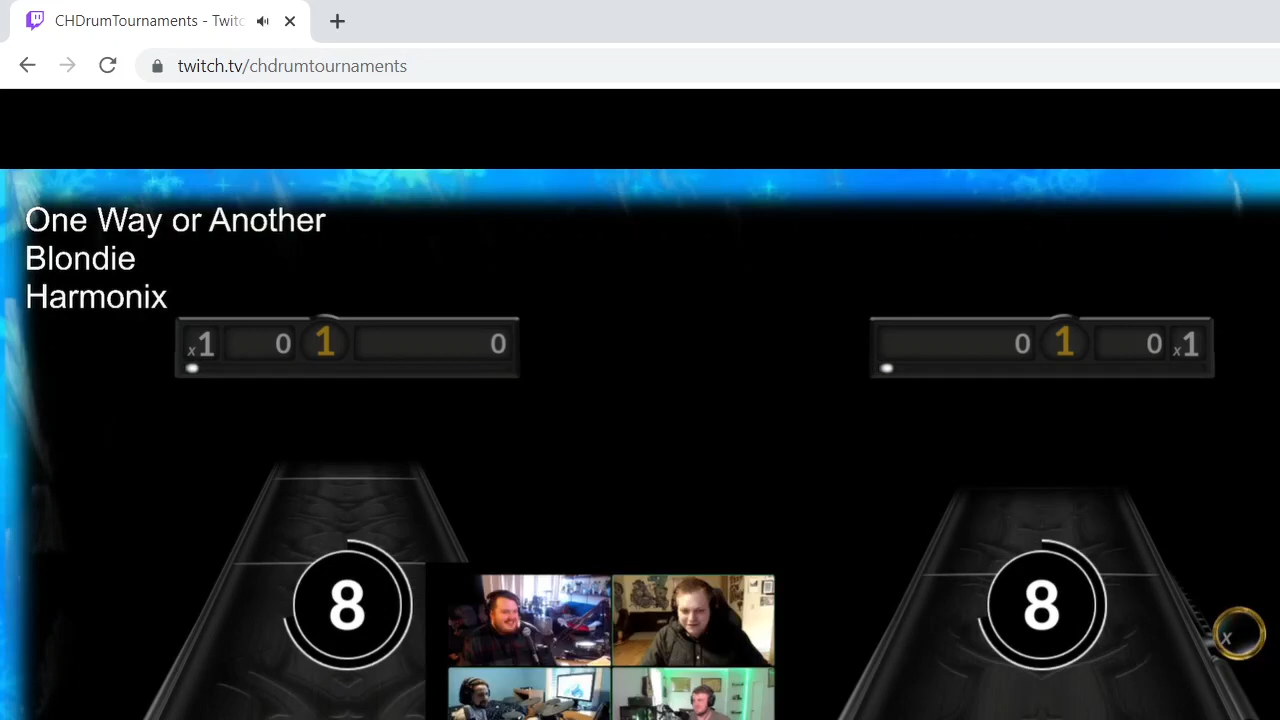 CHDrumTournaments - Twitc
twitch.tv/chdrumtournaments
One Way or Another
Blondie
Harmonix
x1 0 1 0
0 1 0 x1
8
8
x